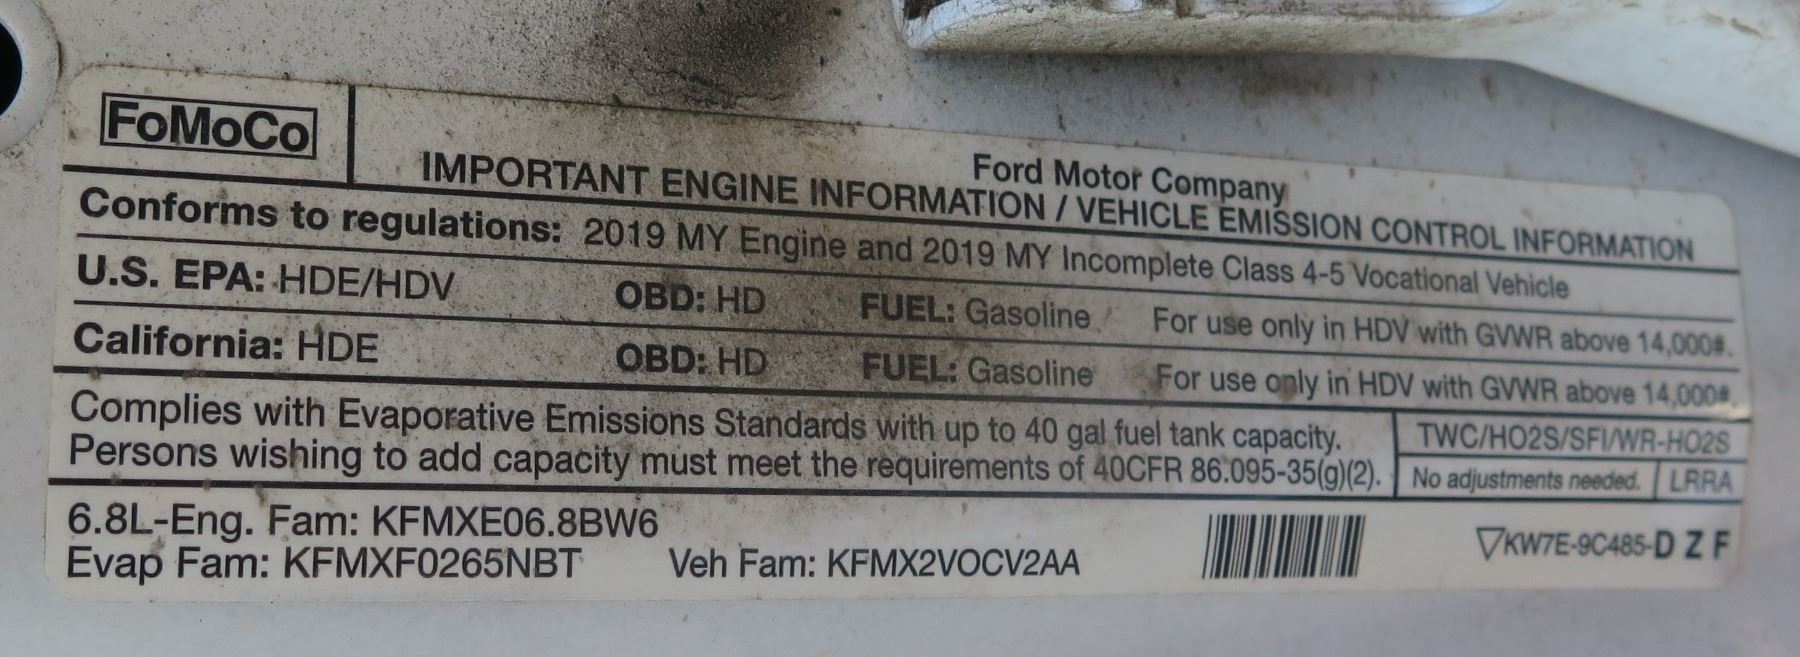 FoMoCo
Ford Motor Company
IMPORTANT ENGINE INFORMATION / VEHICLE EMISSION CONTROL INFORMATION
Conforms to regulations: 2019 MY Engine and 2019 MY Incomplete Class 4-5 Vocational Vehicle
U.S. EPA: HDE/HDV OBD: HD FUEL: Gasoline For use only in HDV with GVWR above 14,000#.
California: HDE OBD: HD FUEL: Gasoline For use only in HDV with GVWR above 14,000#.
Complies with Evaporative Emissions Standards with up to 40 gal fuel tank capacity.
Persons wishing to add capacity must meet the requirements of 40CFR 86.095-35(g)(2).
TWC/HO2S/SFI/WR-HO2S
No adjustments needed. LRRA
6.8L-Eng. Fam: KFMXE06.8BW6
Evap Fam: KFMXF0265NBT Veh Fam: KFMX2VOCV2AA
▽KW7E-9C485-D Z F